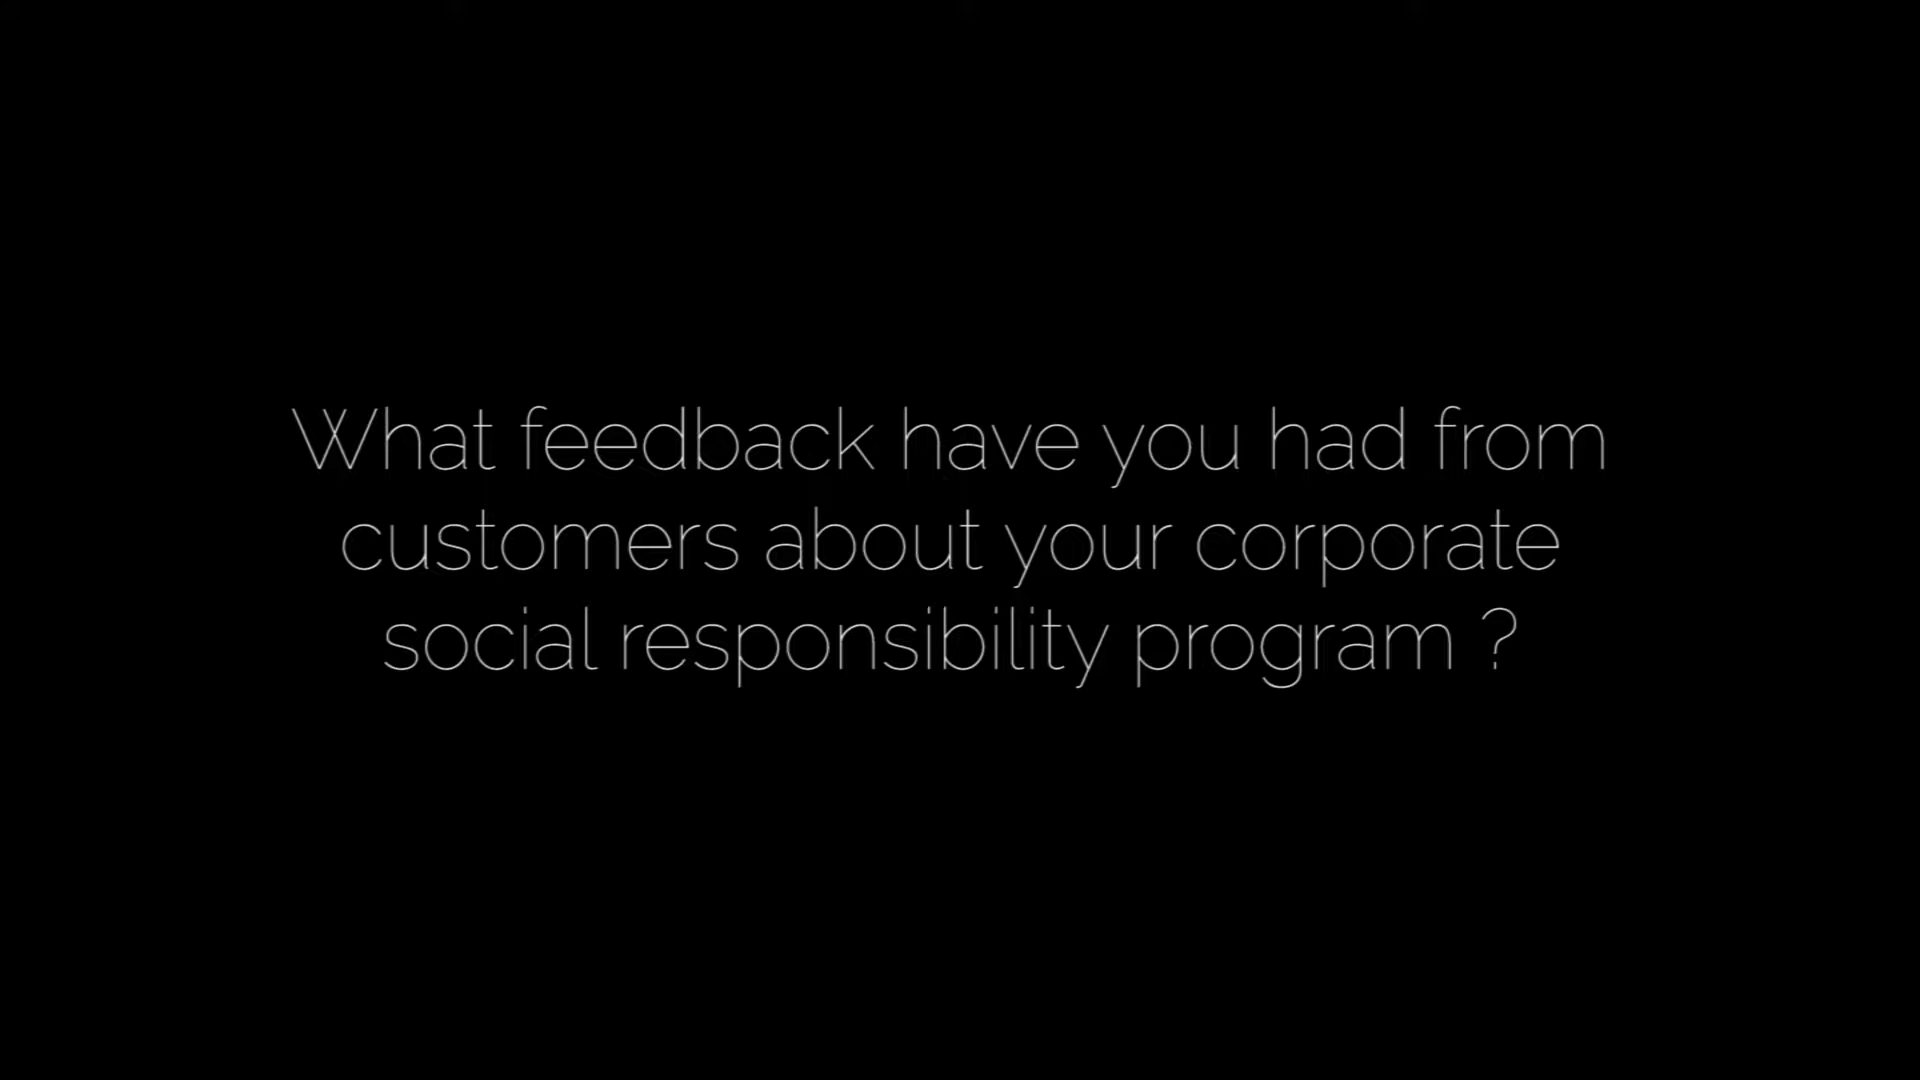 What feedback have you had from
customers about your corporate
social responsibility program ?